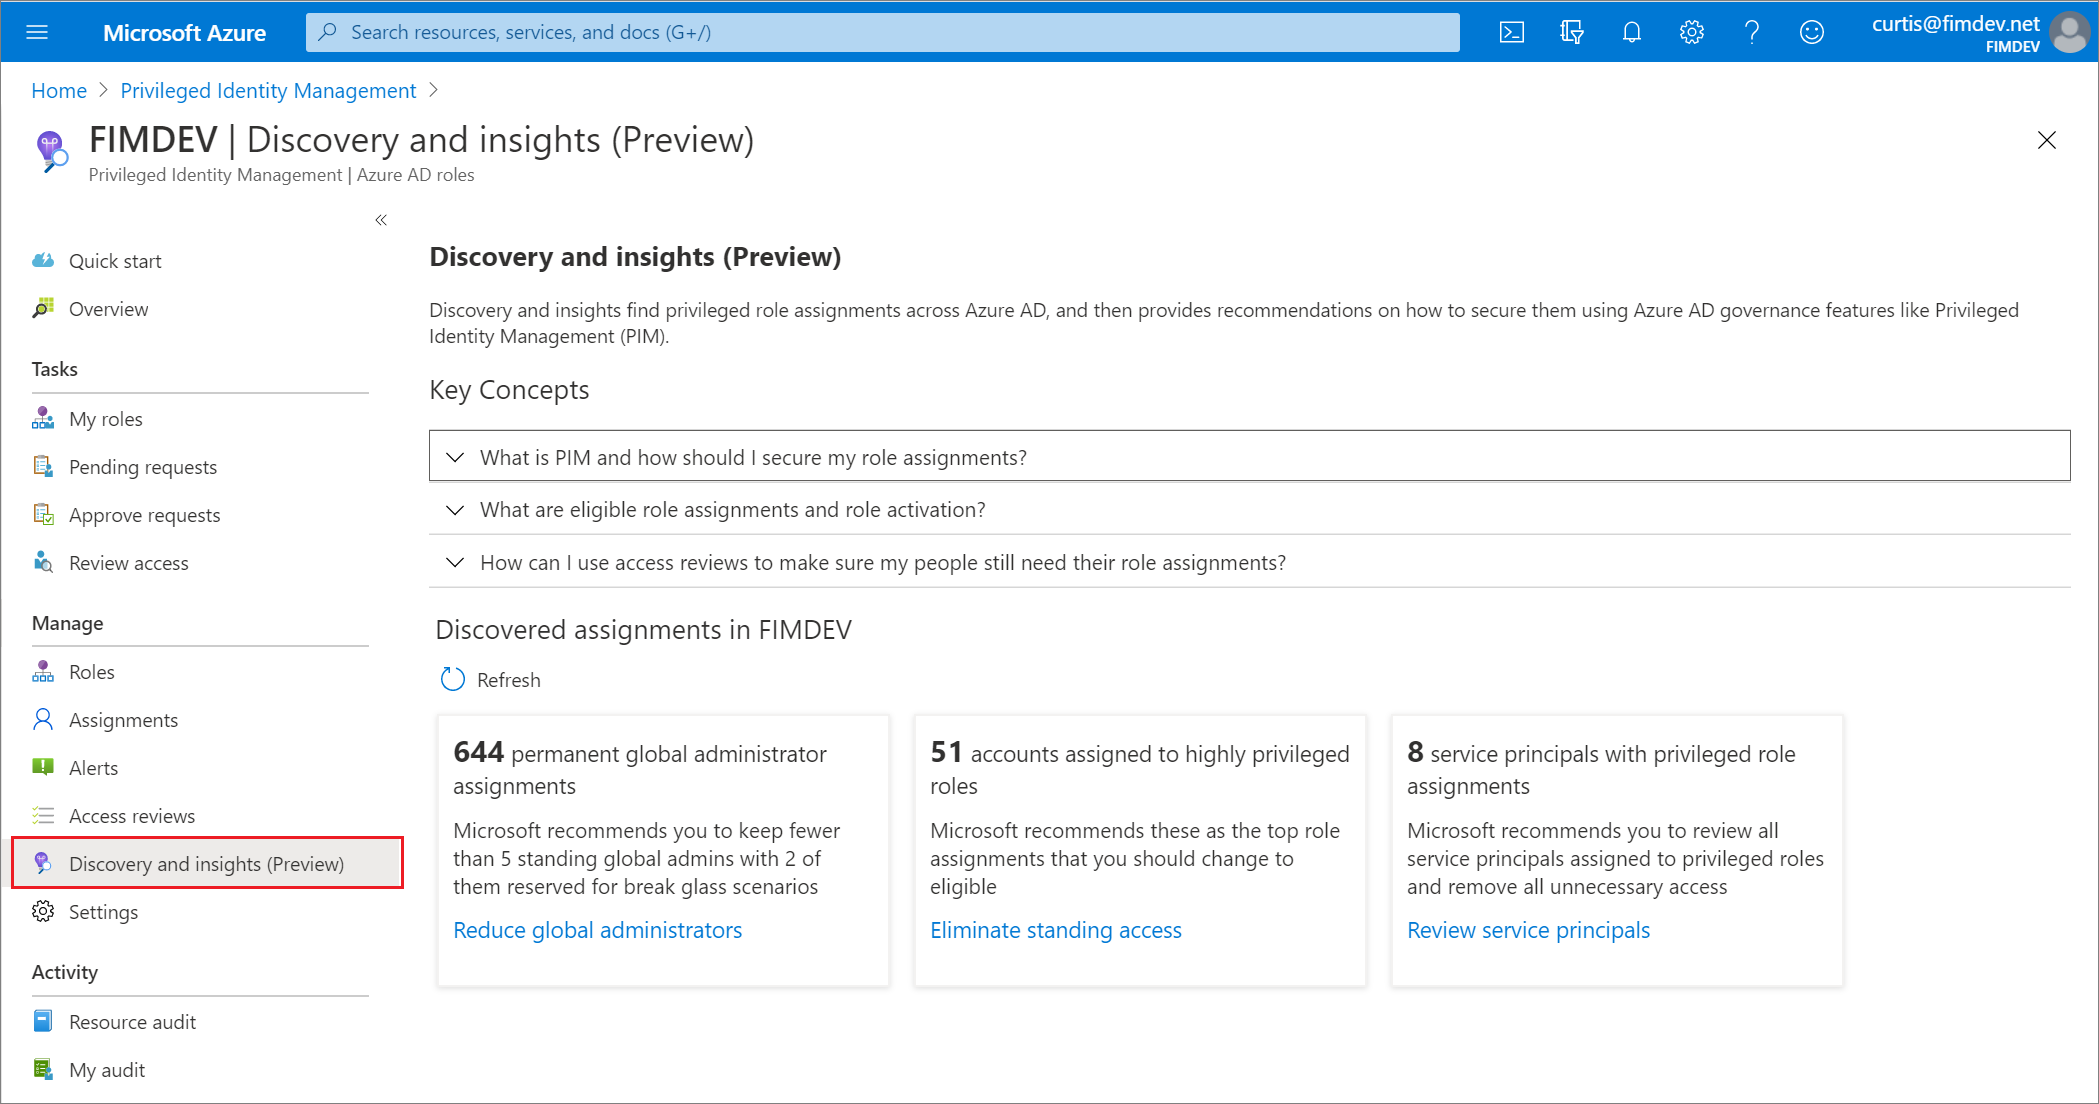 Microsoft Azure
Search resources, services, and docs (G+/)
curtis@fimdev.net
FIMDEV
Home
Privileged Identity Management
FIMDEV | Discovery and insights (Preview)
Privileged Identity Management | Azure AD roles
Quick start
Overview
Tasks
My roles
Pending requests
Approve requests
Review access
Manage
Roles
Assignments
Alerts
Access reviews
Discovery and insights (Preview)
Settings
Activity
Resource audit
My audit
Discovery and insights (Preview)
Discovery and insights find privileged role assignments across Azure AD, and then provides recommendations on how to secure them using Azure AD governance features like Privileged
Identity Management (PIM).
Key Concepts
What is PIM and how should I secure my role assignments?
What are eligible role assignments and role activation?
How can I use access reviews to make sure my people still need their role assignments?
Discovered assignments in FIMDEV
Refresh
644 permanent global administrator
assignments
Microsoft recommends you to keep fewer
than 5 standing global admins with 2 of
them reserved for break glass scenarios
Reduce global administrators
51 accounts assigned to highly privileged
roles
Microsoft recommends these as the top role
assignments that you should change to
eligible
Eliminate standing access
8 service principals with privileged role
assignments
Microsoft recommends you to review all
service principals assigned to privileged roles
and remove all unnecessary access
Review service principals